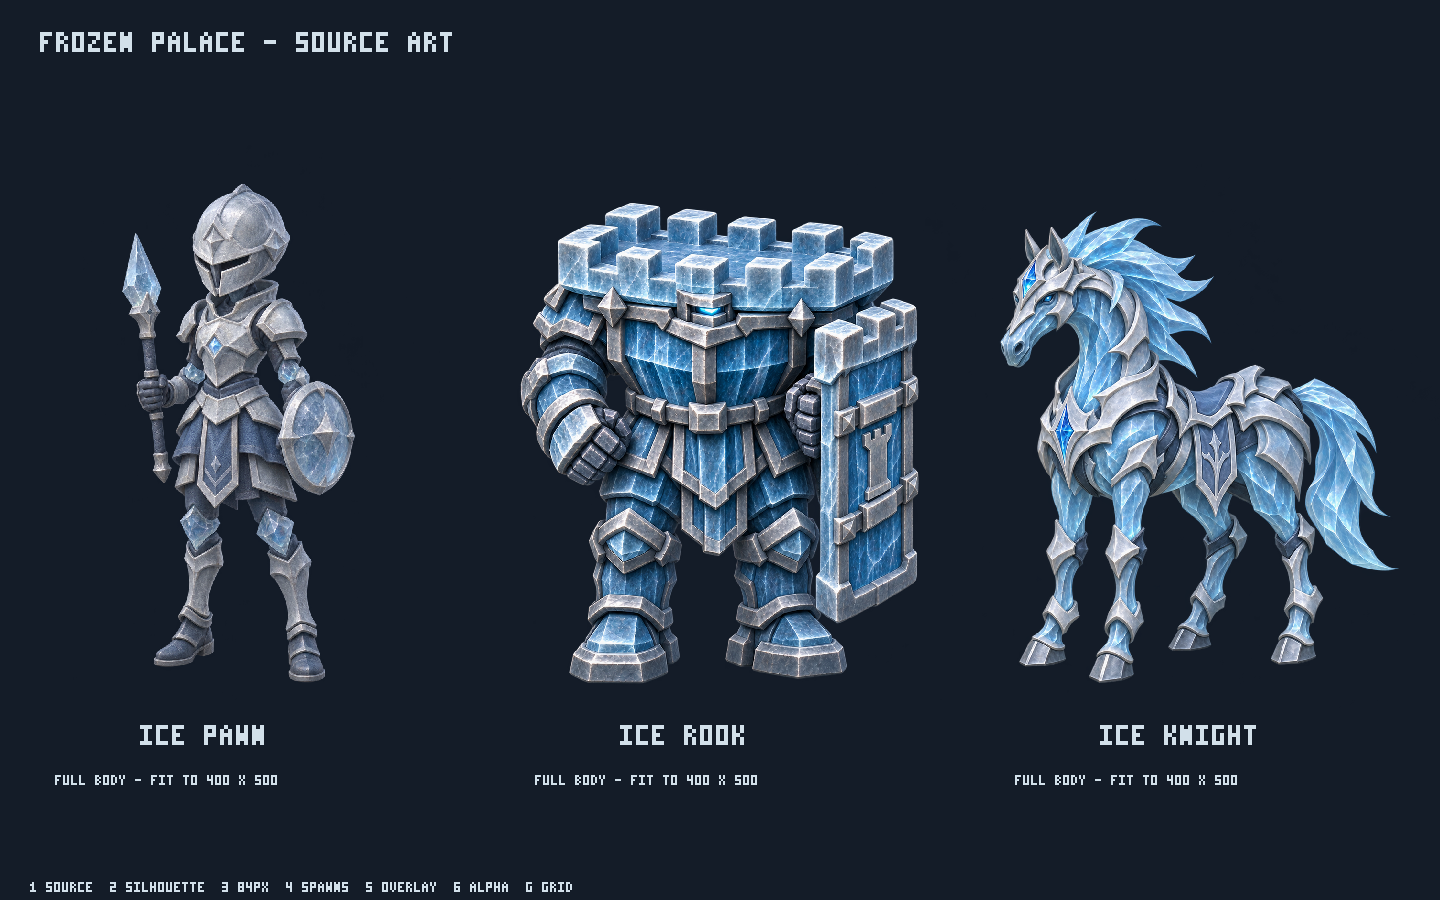 FROZEN PALACE - SOURCE ART
ICE PAWN
ICE ROOK
ICE KNIGHT
FULL BODY - FIT TO 400 X 500
FULL BODY - FIT TO 400 X 500
FULL BODY - FIT TO 400 X 500
1 SOURCE 2 SILHOUETTE 3 84PX 4 SPAWNS 5 OVERLAY 6 ALPHA G GRID